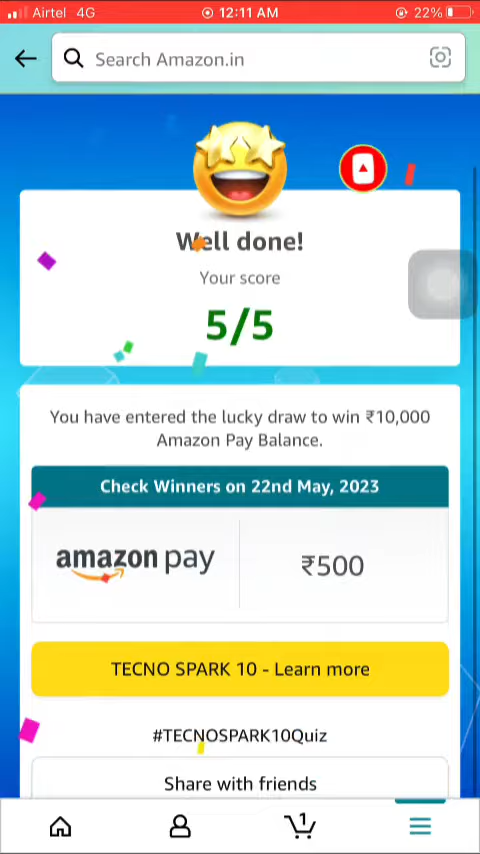 Airtel 4G 12:11 AM 22%
Search Amazon.in
Well done!
Your score
5/5
You have entered the lucky draw to win ₹10,000
Amazon Pay Balance.
Check Winners on 22nd May, 2023
amazon pay ₹500
TECNO SPARK 10 - Learn more
#TECNOSPARK10Quiz
Share with friends
1